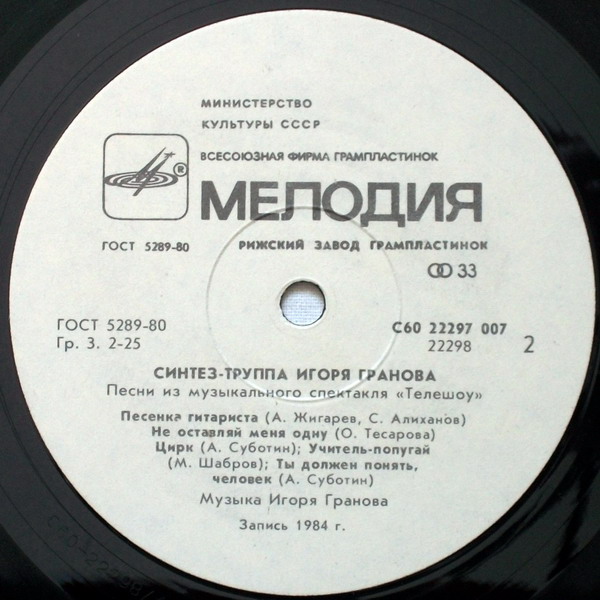 МИНИСТЕРСТВО
КУЛЬТУРЫ СССР
ВСЕСОЮЗНАЯ ФИРМА ГРАМПЛАСТИНОК
®
МЕЛОДИЯ
ГОСТ 5289-80 РИЖСКИЙ ЗАВОД ГРАМПЛАСТИНОК
33
ГОСТ 5289-80 С60 22297 007
Гр. 3. 2-25 22298 2
СИНТЕЗ-ТРУППА ИГОРЯ ГРАНОВА
Песни из музыкального спектакля «Телешоу»
Песенка гитариста (А. Жигарев, С. Алиханов)
Не оставляй меня одну (О. Тесарова)
Цирк (А. Суботин); Учитель-попугай
(М. Шабров); Ты должен понять,
человек (А. Суботин)
Музыка Игоря Гранова
Запись 1984 г.